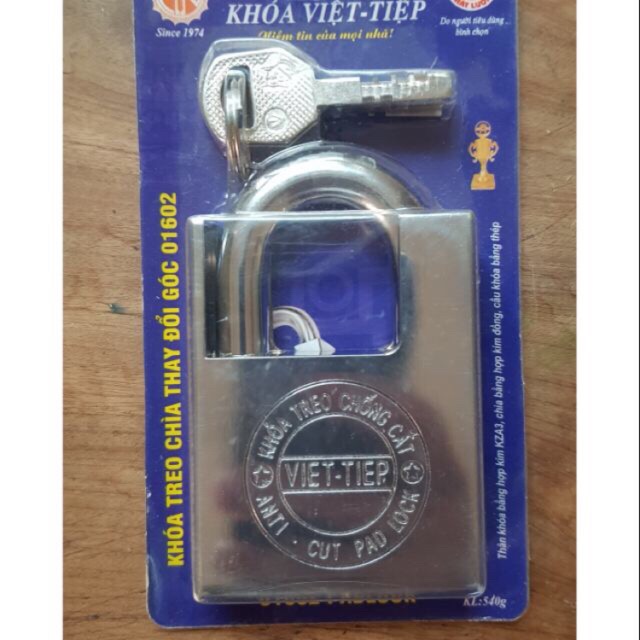 KHÓA VIỆT-TIỆP
Since 1974
Niềm tin của mọi nhà!
Do người tiêu dùng
bình chọn
KHÓA TREO CHÌA THAY ĐỔI GÓC 01602
Thân khóa bằng hợp kim KZA3, chìa bằng hợp kim đồng, cầu khóa bằng thép
KHÓA TREO CHỐNG CẮT
VIET-TIEP
ANTI - CUT PAD LOCK
KL:540g